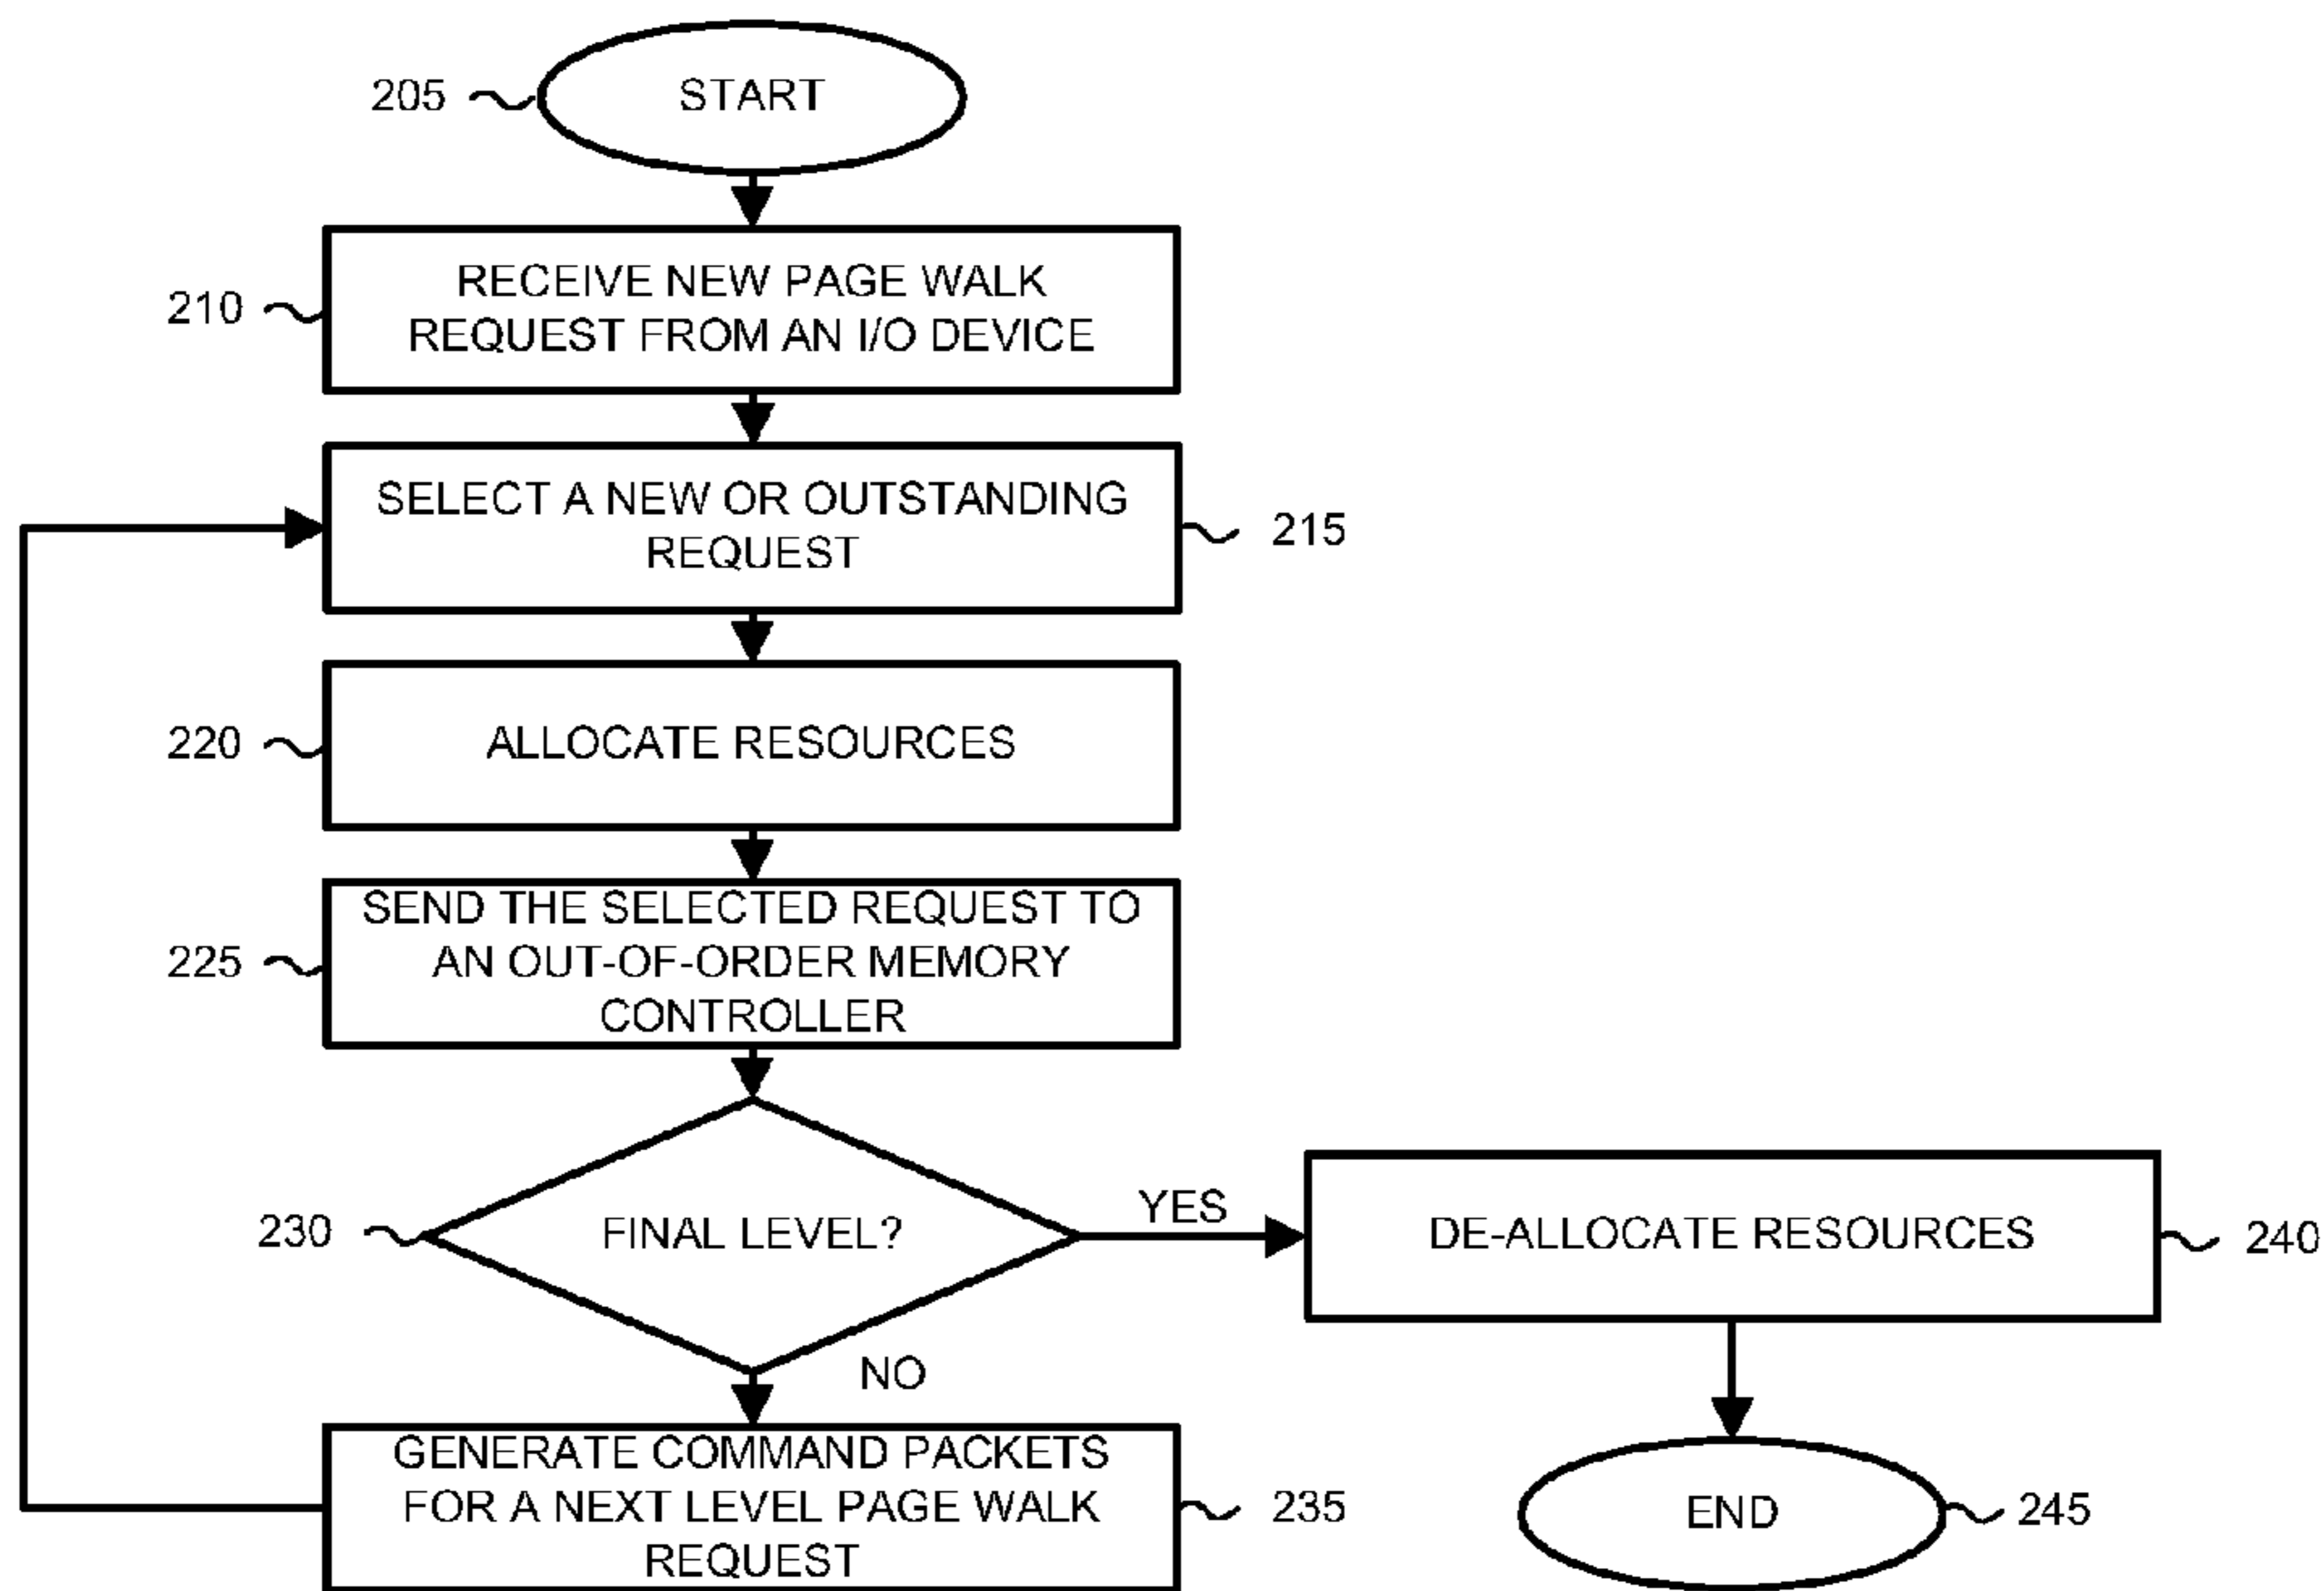 205
START
210
RECEIVE NEW PAGE WALK
REQUEST FROM AN I/O DEVICE
SELECT A NEW OR OUTSTANDING
REQUEST
215
220
ALLOCATE RESOURCES
225
SEND THE SELECTED REQUEST TO
AN OUT-OF-ORDER MEMORY
CONTROLLER
230
FINAL LEVEL?
YES
DE-ALLOCATE RESOURCES
240
NO
GENERATE COMMAND PACKETS
FOR A NEXT LEVEL PAGE WALK
REQUEST
235
END
245